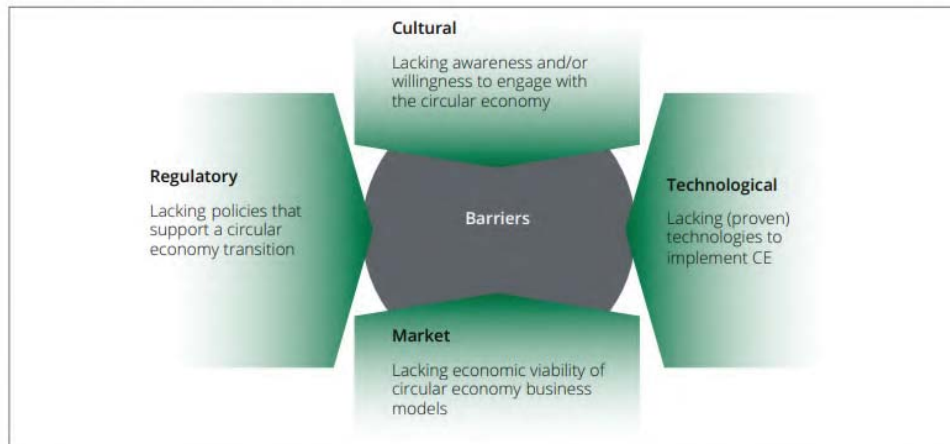 Cultural
Lacking awareness and/or
willingness to engage with
the circular economy
Regulatory
Lacking policies that
support a circular
economy transition
Barriers
Technological
Lacking (proven)
technologies to
implement CE
Market
Lacking economic viability of
circular economy business
models